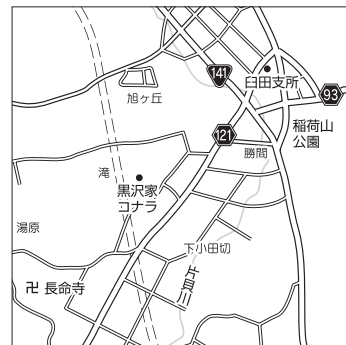 141
臼田支所
93
旭ヶ丘
121
稲荷山
公園
勝間
滝
黒沢家
コナラ
湯原
下小田切
片貝川
卍 長命寺